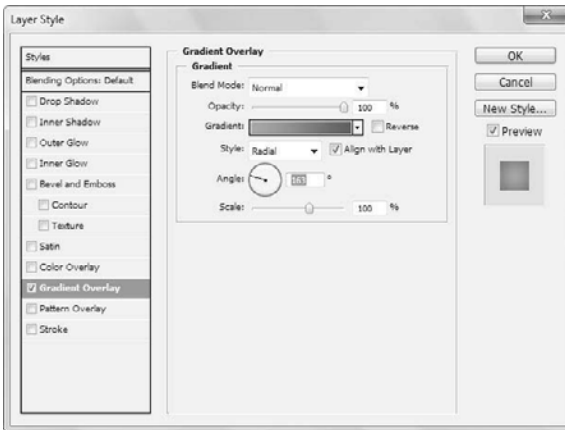 Layer Style
Styles
Blending Options: Default
Drop Shadow
Inner Shadow
Outer Glow
Inner Glow
Bevel and Emboss
Contour
Texture
Satin
Color Overlay
Gradient Overlay
Pattern Overlay
Stroke
Gradient Overlay
Gradient
Blend Mode: Normal
Opacity: 100 %
Gradient: Reverse
Style: Radial Align with Layer
Angle: °
Scale: 100 %
OK
Cancel
New Style...
Preview